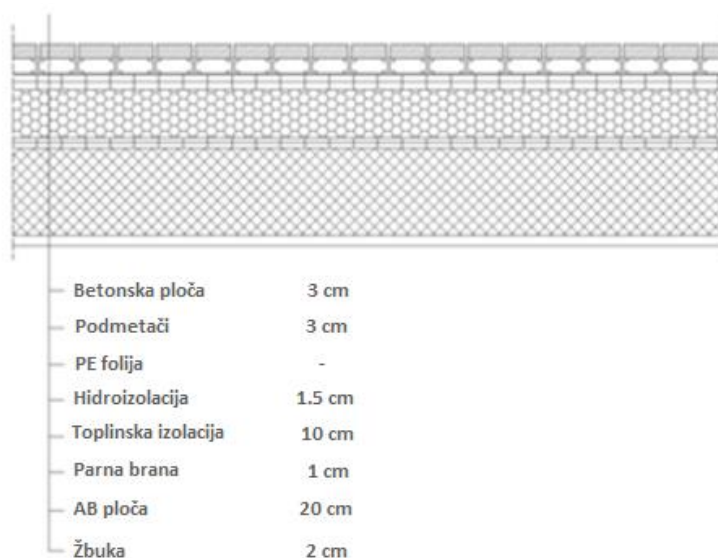 Betonska ploča 3 cm
Podmetači 3 cm
PE folija -
Hidroizolacija 1.5 cm
Toplinska izolacija 10 cm
Parna brana 1 cm
AB ploča 20 cm
Žbuka 2 cm